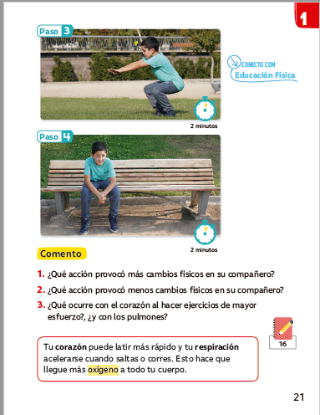 1
Paso 3
CONECTO CON
Educación Física
2 minutos
Paso 4
2 minutos
Comento
1. ¿Qué acción provocó más cambios físicos en su compañero?
2. ¿Qué acción provocó menos cambios físicos en su compañero?
3. ¿Qué ocurre con el corazón al hacer ejercicios de mayor
esfuerzo?, ¿y con los pulmones?
16
Tu corazón puede latir más rápido y tu respiración
acelerarse cuando saltas o corres. Esto hace que
llegue más oxígeno a todo tu cuerpo.
21